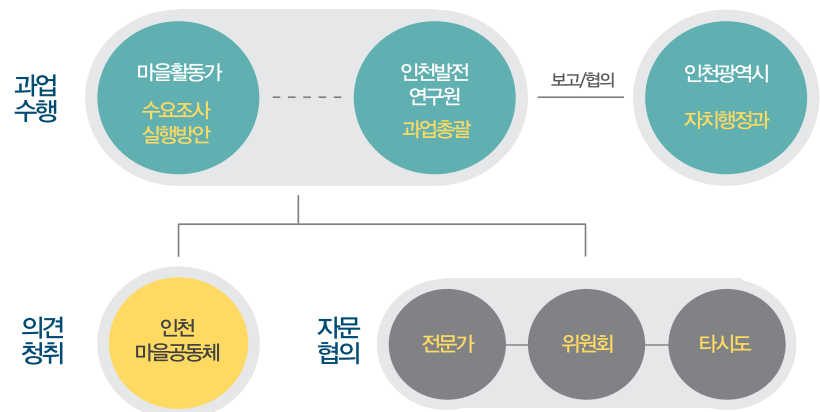 과업
수행
마을활동가
수요조사
실행방안
인천발전
연구원
과업총괄
보고/협의
인천광역시
자치행정과
의견
청취
인천
마을공동체
자문
협의
전문가
위원회
타시도